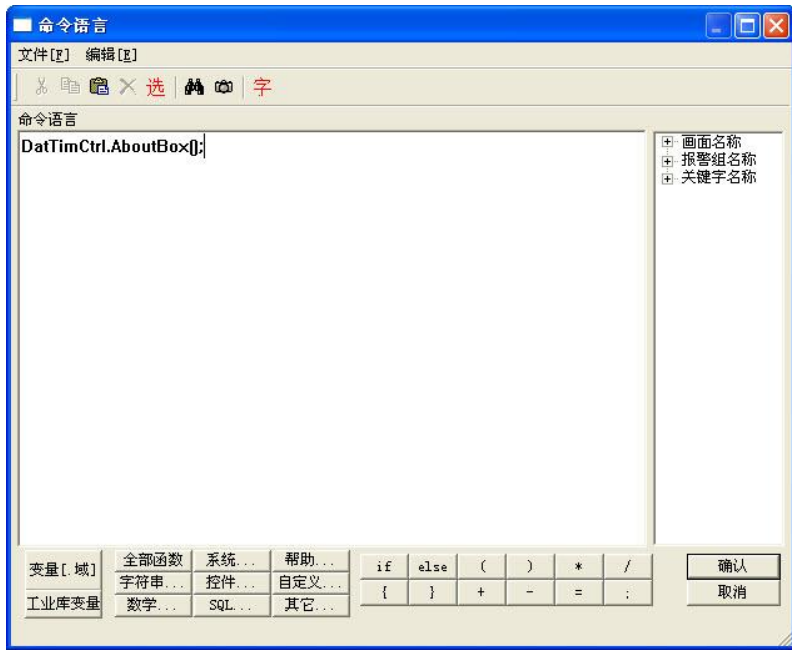 命令语言
文件[F] 编辑[E]
选 字
命令语言
DatTimCtrl.AboutBox();
画面名称
报警组名称
关键字名称
变量[.域] 全部函数 系统... 帮助... if else ( ) * / 确认
字符串... 控件... 自定义...
工业库变量 数学... SQL... 其它... { } + - = ; 取消